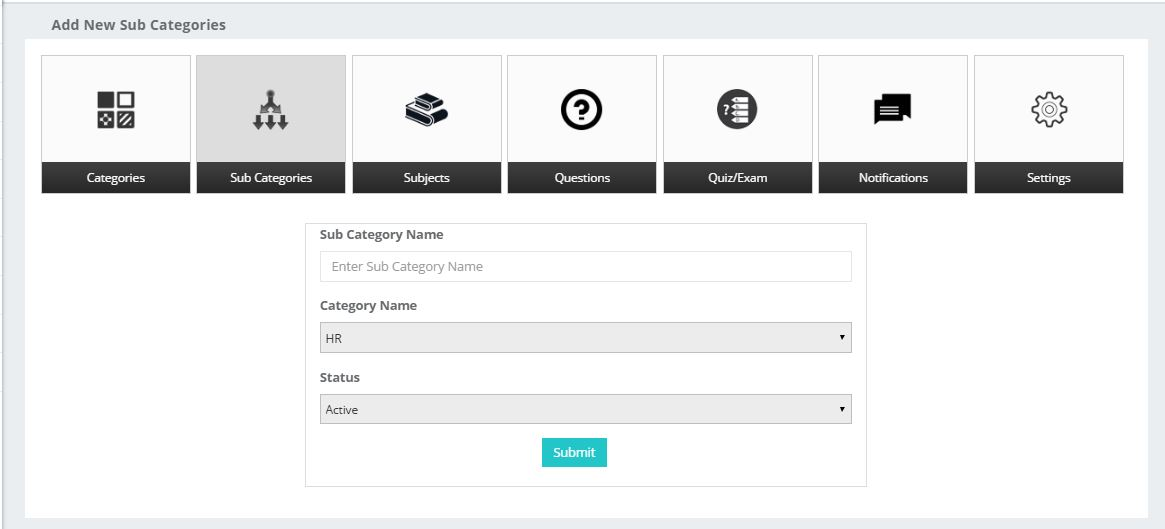 Add New Sub Categories
Categories
Sub Categories
Subjects
Questions
Quiz/Exam
Notifications
Settings
Sub Category Name
Enter Sub Category Name
Category Name
HR
Status
Active
Submit